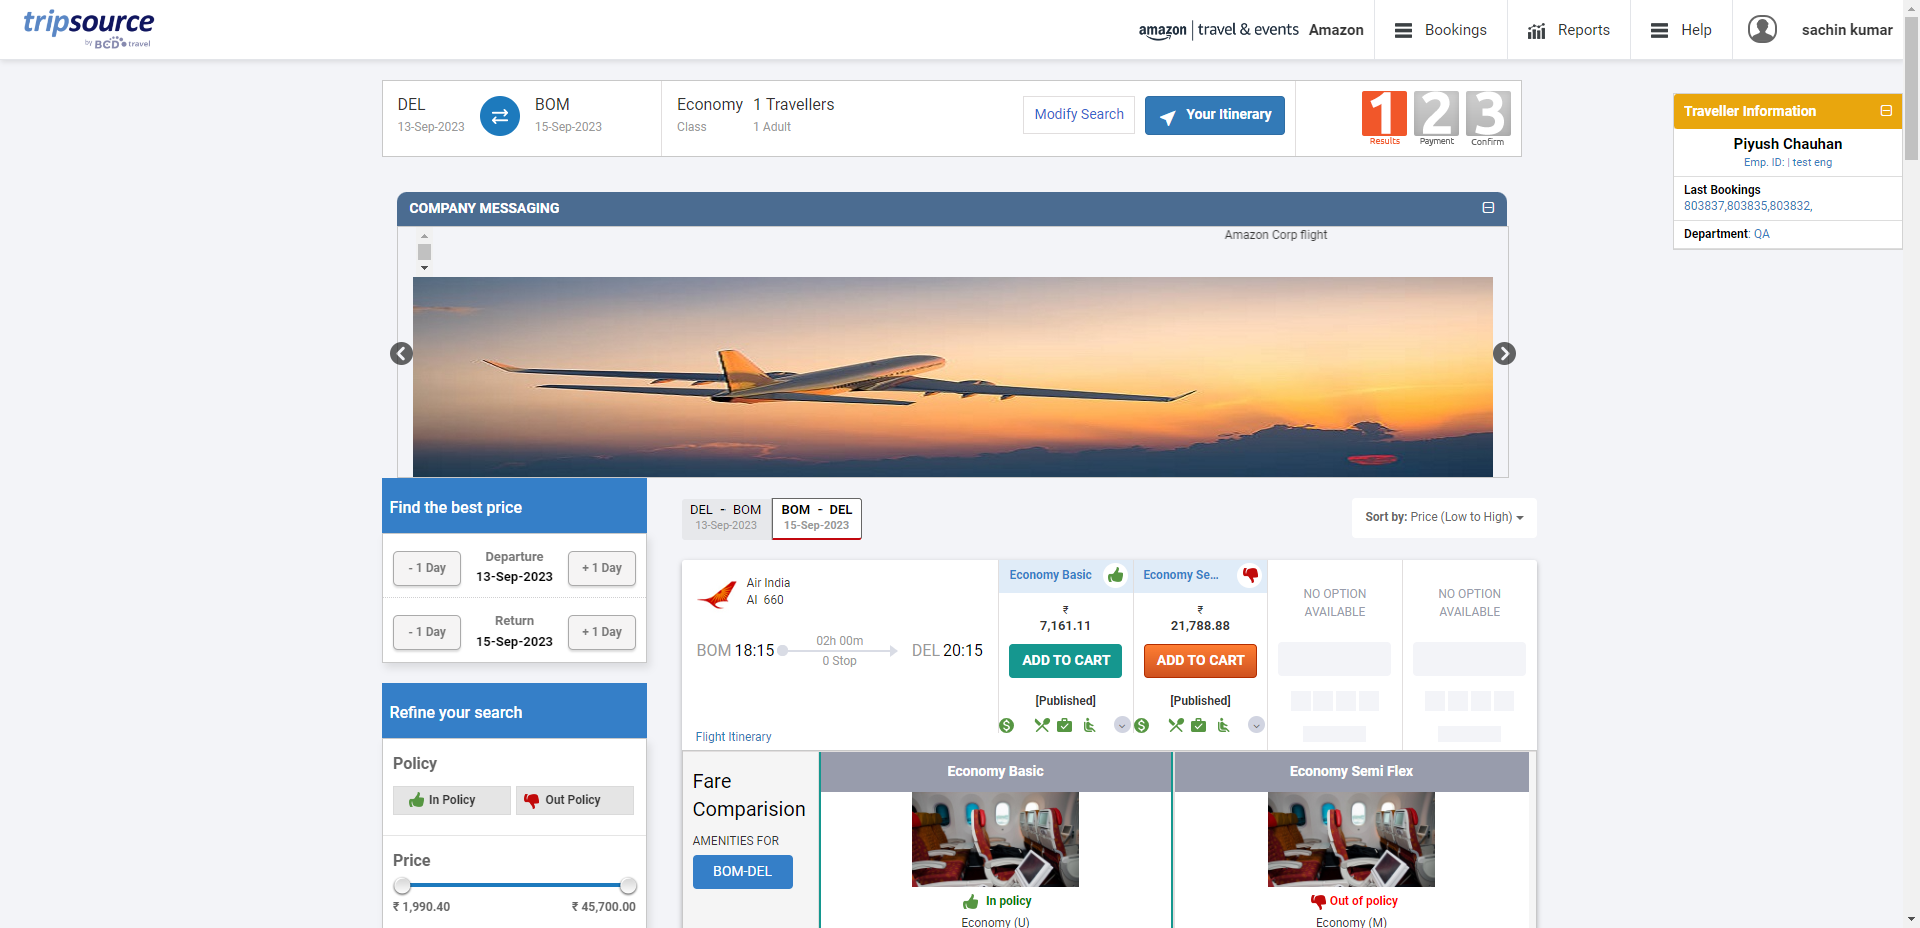 tripsource
by BCD travel
amazon | travel & events Amazon
Bookings
Reports
Help
sachin kumar
DEL
13-Sep-2023
BOM
15-Sep-2023
Economy
Class
1 Travellers
1 Adult
Modify Search
Your Itinerary
1
Results
2
Payment
3
Confirm
Traveller Information
Piyush Chauhan
Emp. ID: | test eng
Last Bookings
803837,803835,803832,
Department: QA
COMPANY MESSAGING
Amazon Corp flight
Find the best price
- 1 Day
Departure
13-Sep-2023
+ 1 Day
- 1 Day
Return
15-Sep-2023
+ 1 Day
Refine your search
Policy
In Policy
Out Policy
Price
₹ 1,990.40
₹ 45,700.00
DEL - BOM
13-Sep-2023
BOM - DEL
15-Sep-2023
Sort by: Price (Low to High)
Air India
AI 660
BOM 18:15
02h 00m
0 Stop
DEL 20:15
Flight Itinerary
Economy Basic
₹
7,161.11
ADD TO CART
[Published]
Economy Se...
₹
21,788.88
ADD TO CART
[Published]
NO OPTION
AVAILABLE
NO OPTION
AVAILABLE
Fare
Comparision
AMENITIES FOR
BOM-DEL
Economy Basic
In policy
Economy (U)
Economy Semi Flex
Out of policy
Economy (M)